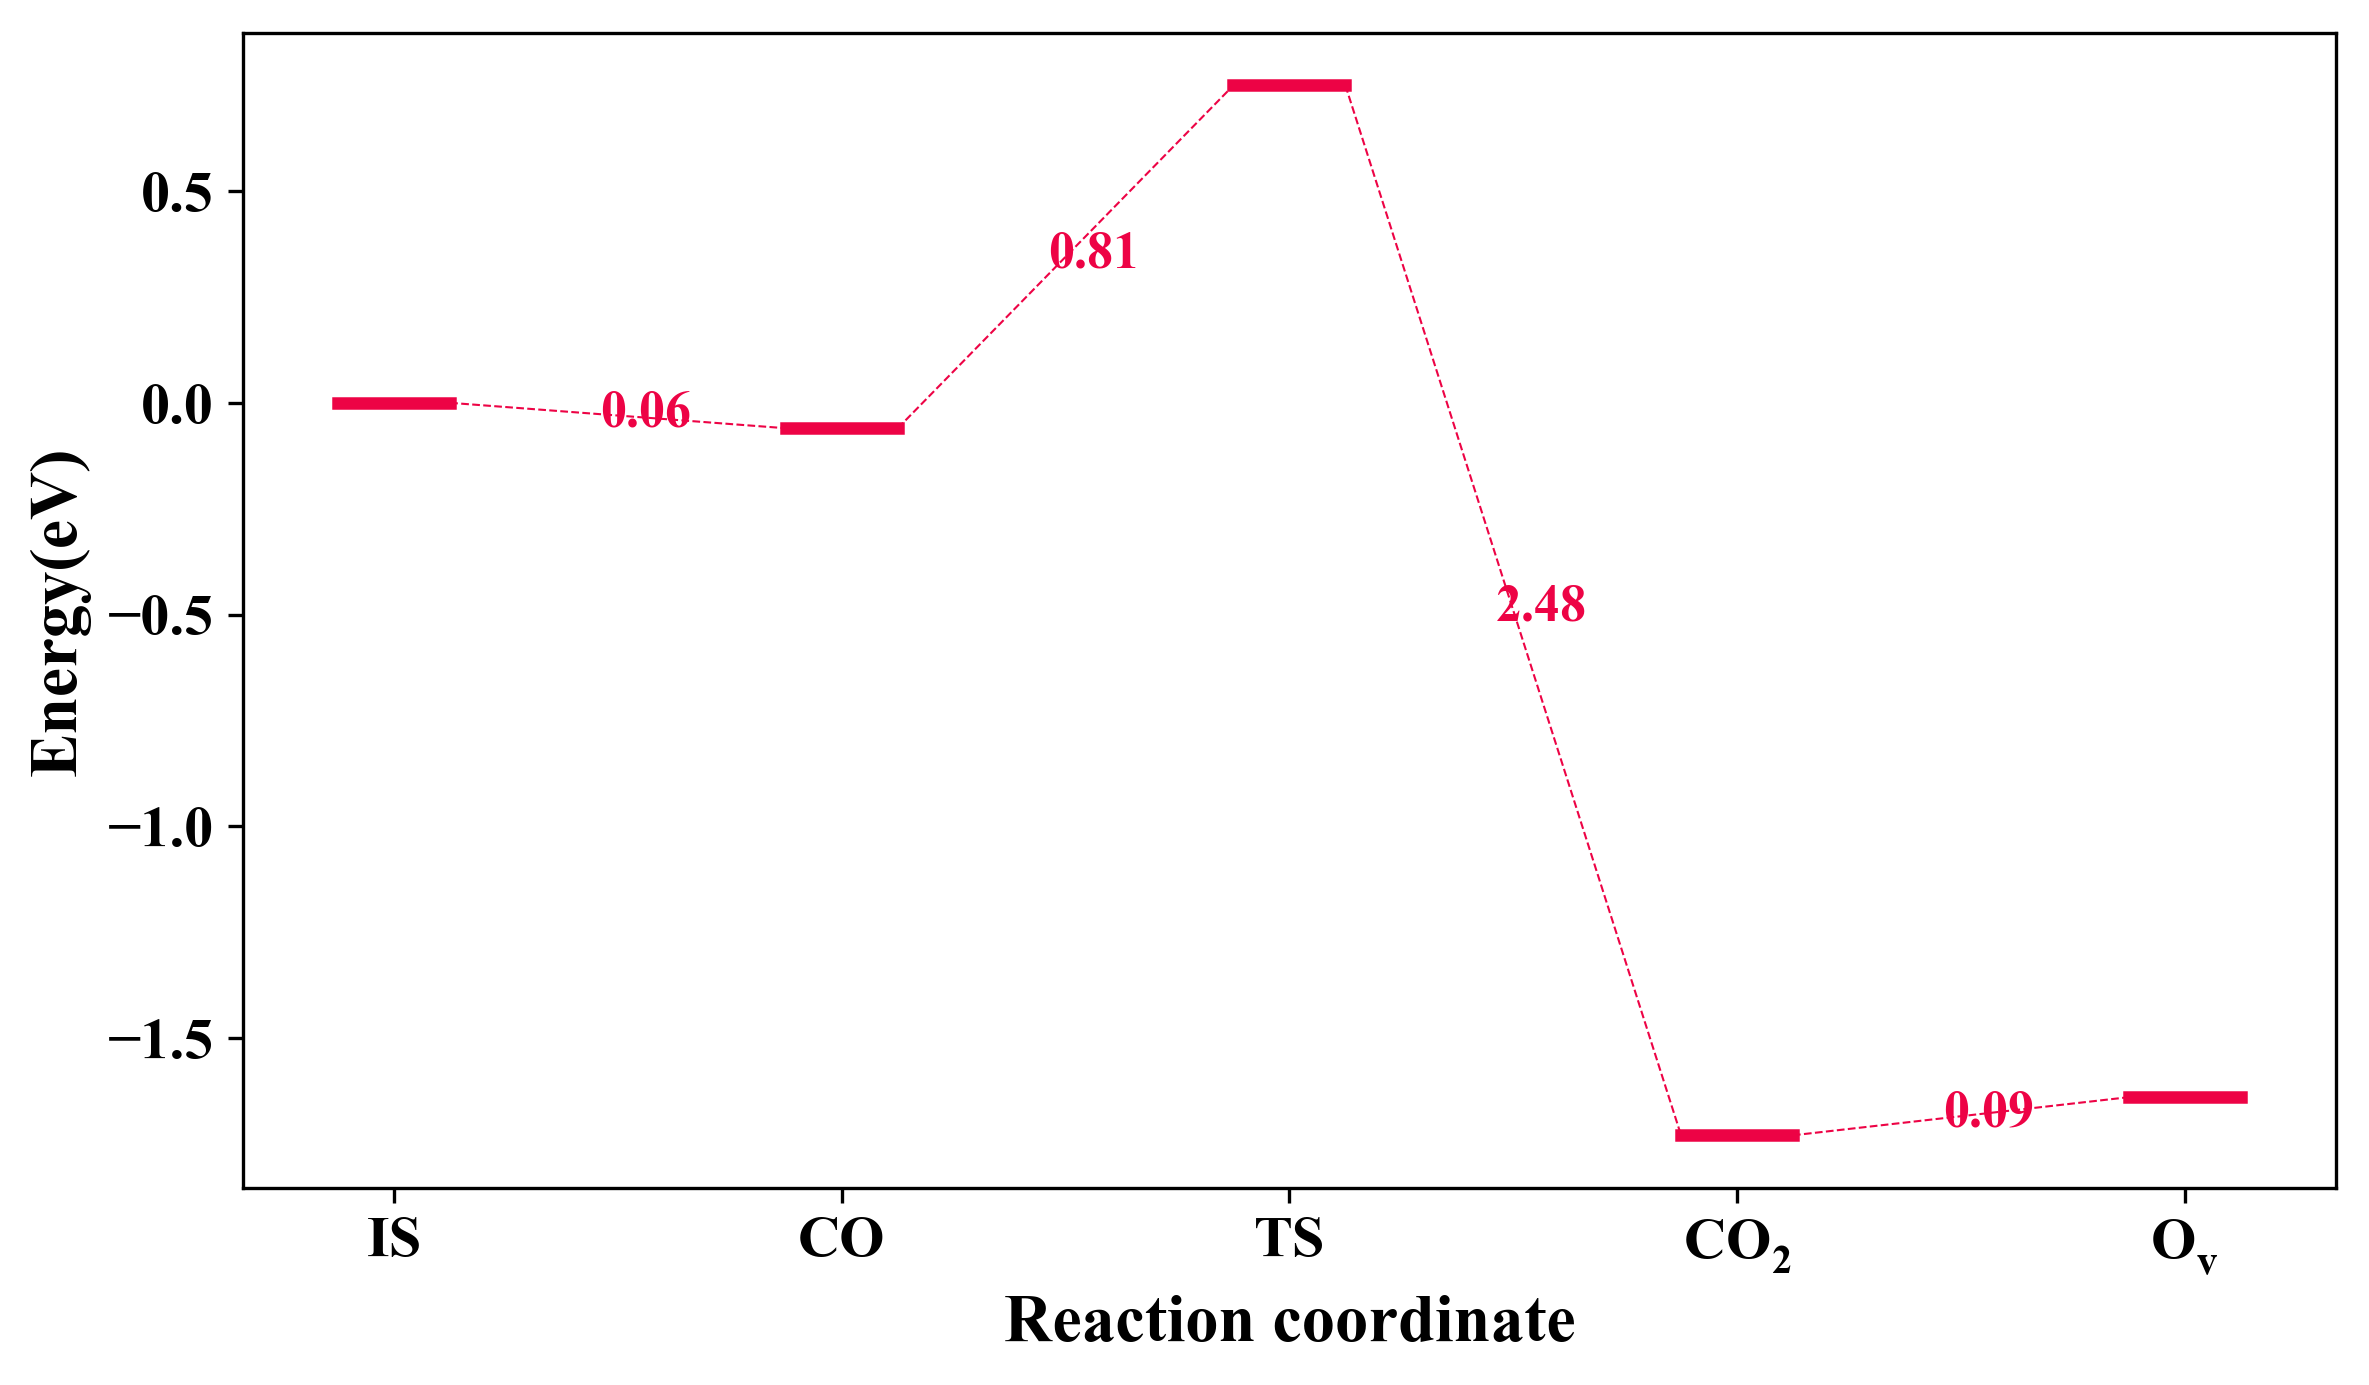 Energy(eV)
0.5
0.0
−0.5
−1.0
−1.5
0.06
0.81
2.48
0.09
IS
CO
TS
CO₂
Oᵥ
Reaction coordinate